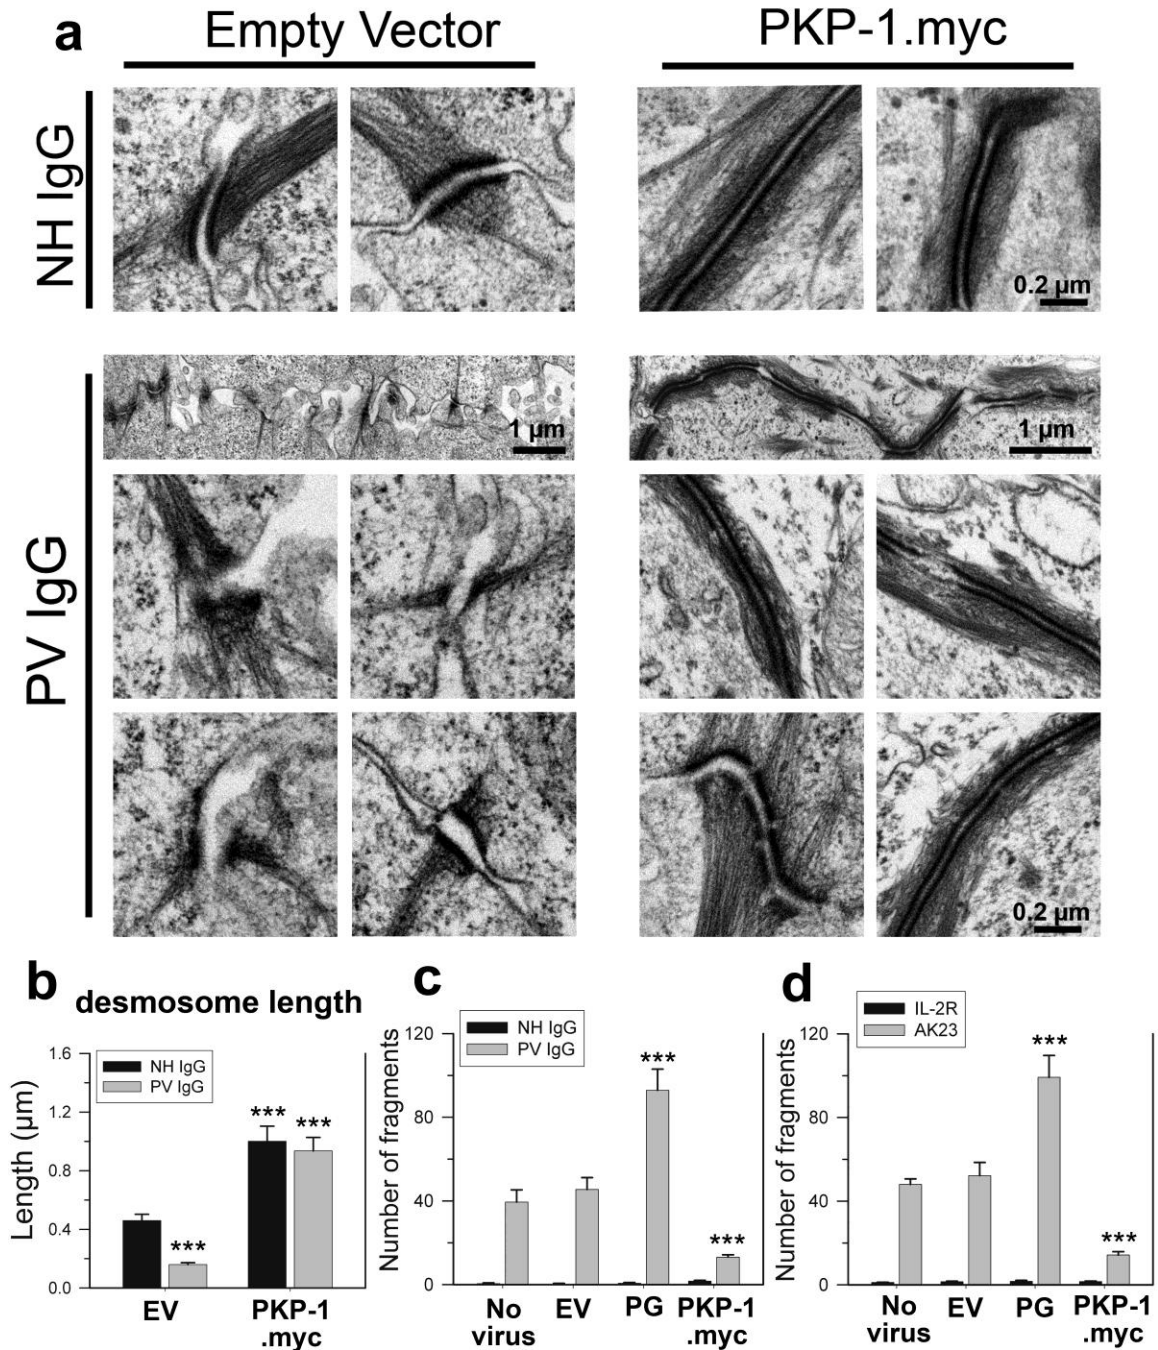 a
Empty Vector
PKP-1.myc
NH IgG
0.2 µm
PV IgG
1 µm
1 µm
0.2 µm
b
desmosome length
NH IgG
PV IgG
Length (µm)
1.6
1.2
0.8
0.4
0.0
***
***
***
EV
PKP-1
.myc
c
NH IgG
PV IgG
Number of fragments
120
80
40
0
***
***
No
virus
EV
PG
PKP-1
.myc
d
IL-2R
AK23
Number of fragments
120
80
40
0
***
***
No
virus
EV
PG
PKP-1
.myc